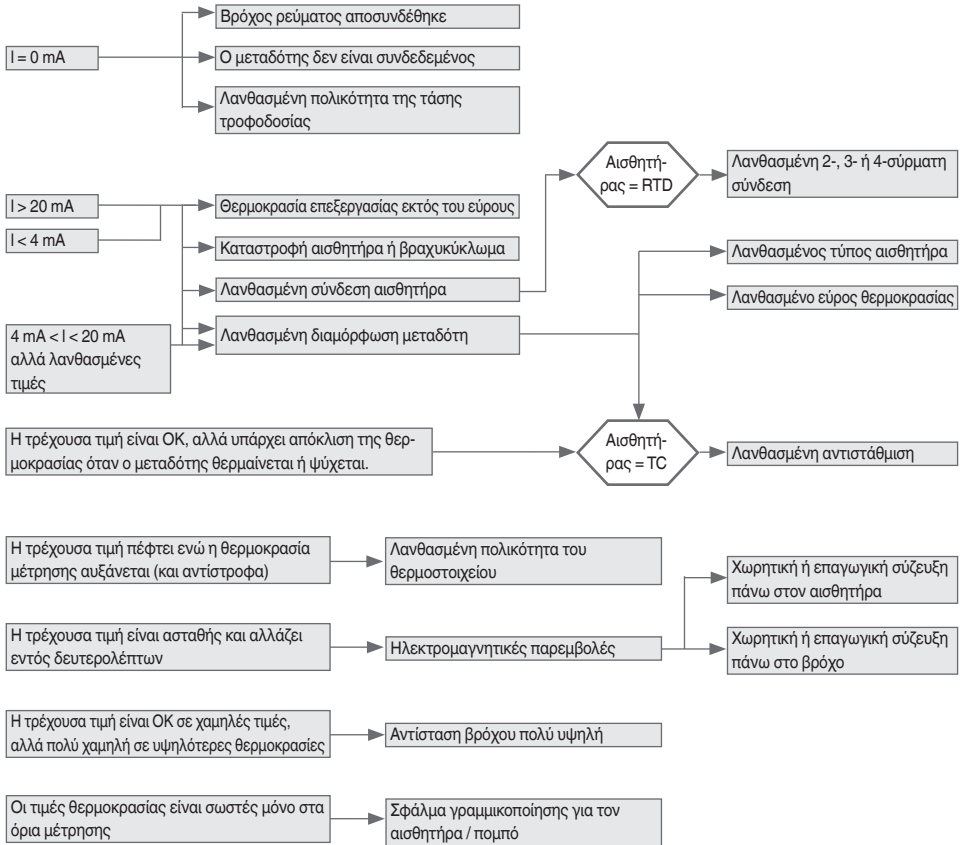 Βρόχος ρεύματος αποσυνδέθηκε
I = 0 mA
Ο μεταδότης δεν είναι συνδεδεμένος
Λανθασμένη πολικότητα της τάσης
τροφοδοσίας
Αισθητή-
ρας = RTD
Λανθασμένη 2-, 3- ή 4-σύρματη
σύνδεση
I > 20 mA
Θερμοκρασία επεξεργασίας εκτός του εύρους
I < 4 mA
Καταστροφή αισθητήρα ή βραχυκύκλωμα
Λανθασμένος τύπος αισθητήρα
Λανθασμένη σύνδεση αισθητήρα
Λανθασμένο εύρος θερμοκρασίας
Λανθασμένη διαμόρφωση μεταδότη
4 mA < I < 20 mA
αλλά λανθασμένες
τιμές
Η τρέχουσα τιμή είναι OK, αλλά υπάρχει απόκλιση της θερ-
μοκρασίας όταν ο μεταδότης θερμαίνεται ή ψύχεται.
Αισθητή-
ρας = TC
Λανθασμένη αντιστάθμιση
Η τρέχουσα τιμή πέφτει ενώ η θερμοκρασία
μέτρησης αυξάνεται (και αντίστροφα)
Λανθασμένη πολικότητα του
θερμοστοιχείου
Χωρητική ή επαγωγική σύζευξη
πάνω στον αισθητήρα
Η τρέχουσα τιμή είναι ασταθής και αλλάζει
εντός δευτερολέπτων
Ηλεκτρομαγνητικές παρεμβολές
Χωρητική ή επαγωγική σύζευξη
πάνω στο βρόχο
Η τρέχουσα τιμή είναι OK σε χαμηλές τιμές,
αλλά πολύ χαμηλή σε υψηλότερες θερμοκρασίες
Αντίσταση βρόχου πολύ υψηλή
Οι τιμές θερμοκρασίας είναι σωστές μόνο στα
όρια μέτρησης
Σφάλμα γραμμικοποίησης για τον
αισθητήρα / πομπό